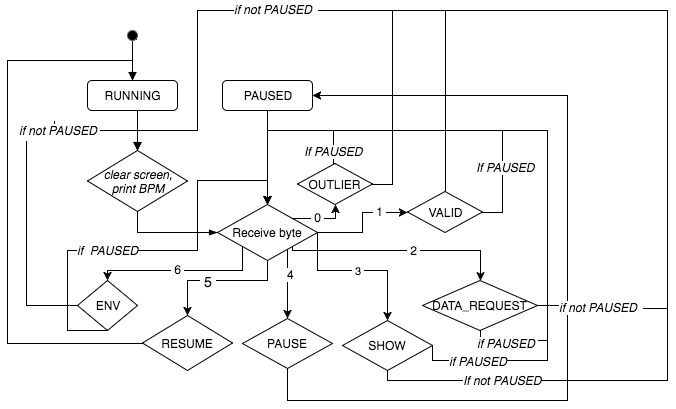 if not PAUSED
RUNNING
PAUSED
if not PAUSED
If PAUSED
If PAUSED
clear screen,
print BPM
OUTLIER
VALID
0
1
Receive byte
if PAUSED
2
6
5
4
3
ENV
DATA_REQUEST
if not PAUSED
RESUME
PAUSE
SHOW
if PAUSED
if PAUSED
If not PAUSED